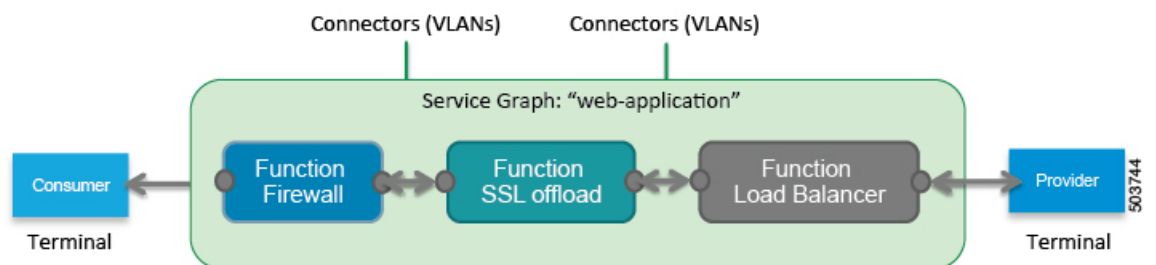 Connectors (VLANs)
Connectors (VLANs)
Service Graph: “web-application”
Consumer
Terminal
Function
Firewall
Function
SSL offload
Function
Load Balancer
Provider
Terminal
503744